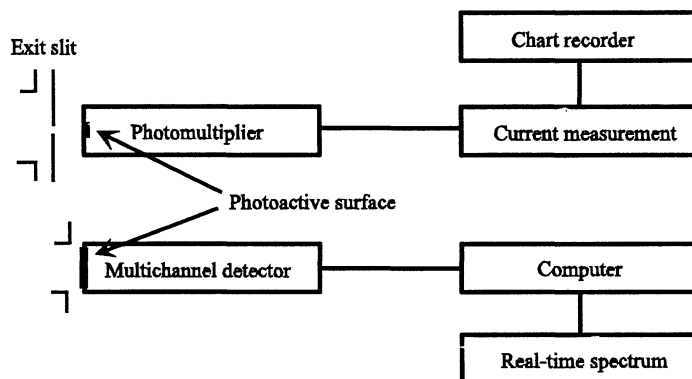 Chart recorder
Exit slit
Photomultiplier
Current measurement
Photoactive surface
Multichannel detector
Computer
Real-time spectrum